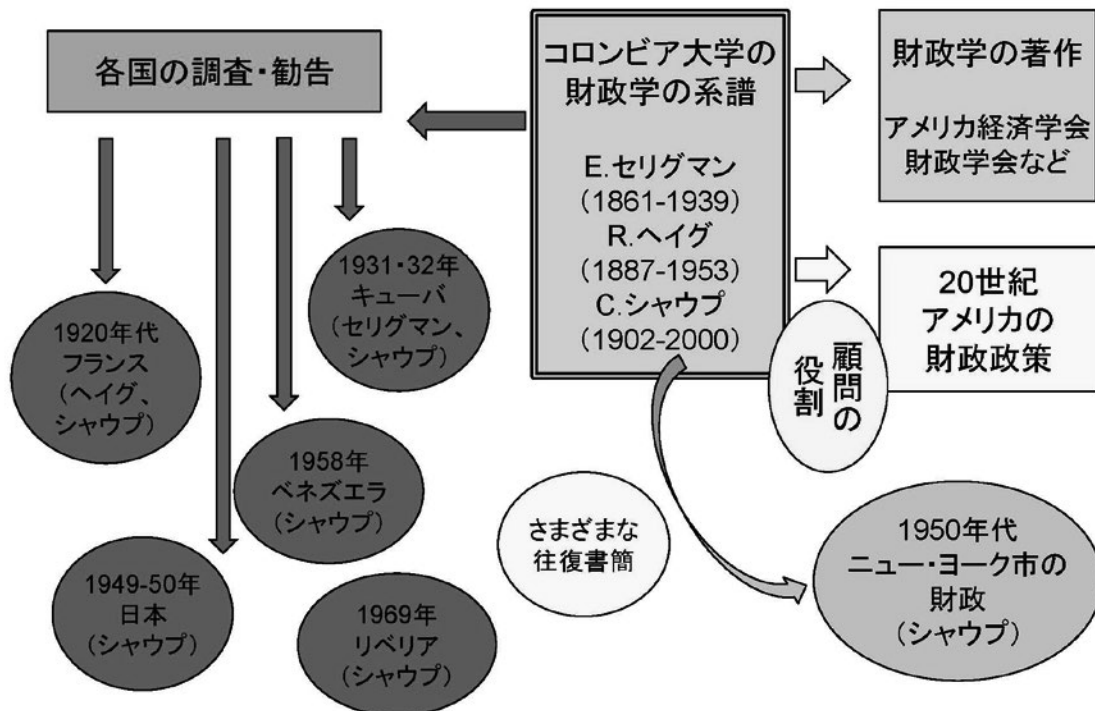 各国の調査・勧告
コロンビア大学の
財政学の系譜
E.セリグマン
(1861-1939)
R.ヘイグ
(1887-1953)
C.シャウプ
(1902-2000)
財政学の著作
アメリカ経済学会
財政学会など
20世紀
アメリカの
財政政策
顧問の
役割
1931・32年
キューバ
(セリグマン、
シャウプ)
1920年代
フランス
(ヘイグ、
シャウプ)
1958年
ベネズエラ
(シャウプ)
1949-50年
日本
(シャウプ)
1969年
リベリア
(シャウプ)
さまざまな
往復書簡
1950年代
ニュー・ヨーク市の
財政
(シャウプ)